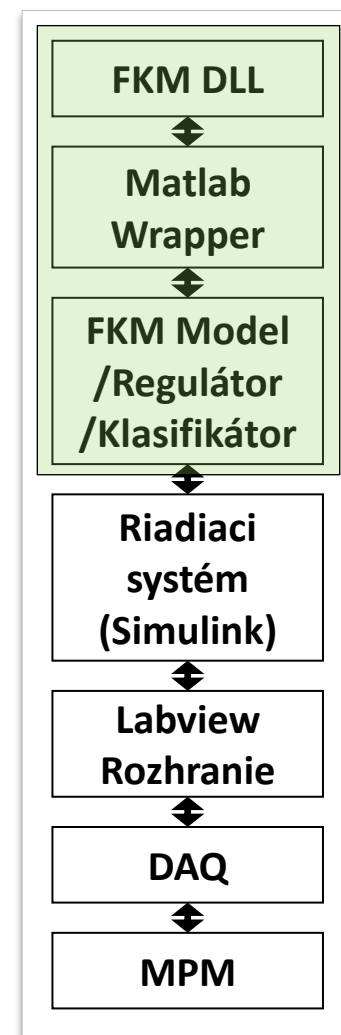 FKM DLL
Matlab
Wrapper
FKM Model
/Regulátor
/Klasifikátor
Riadiaci
systém
(Simulink)
Labview
Rozhranie
DAQ
MPM